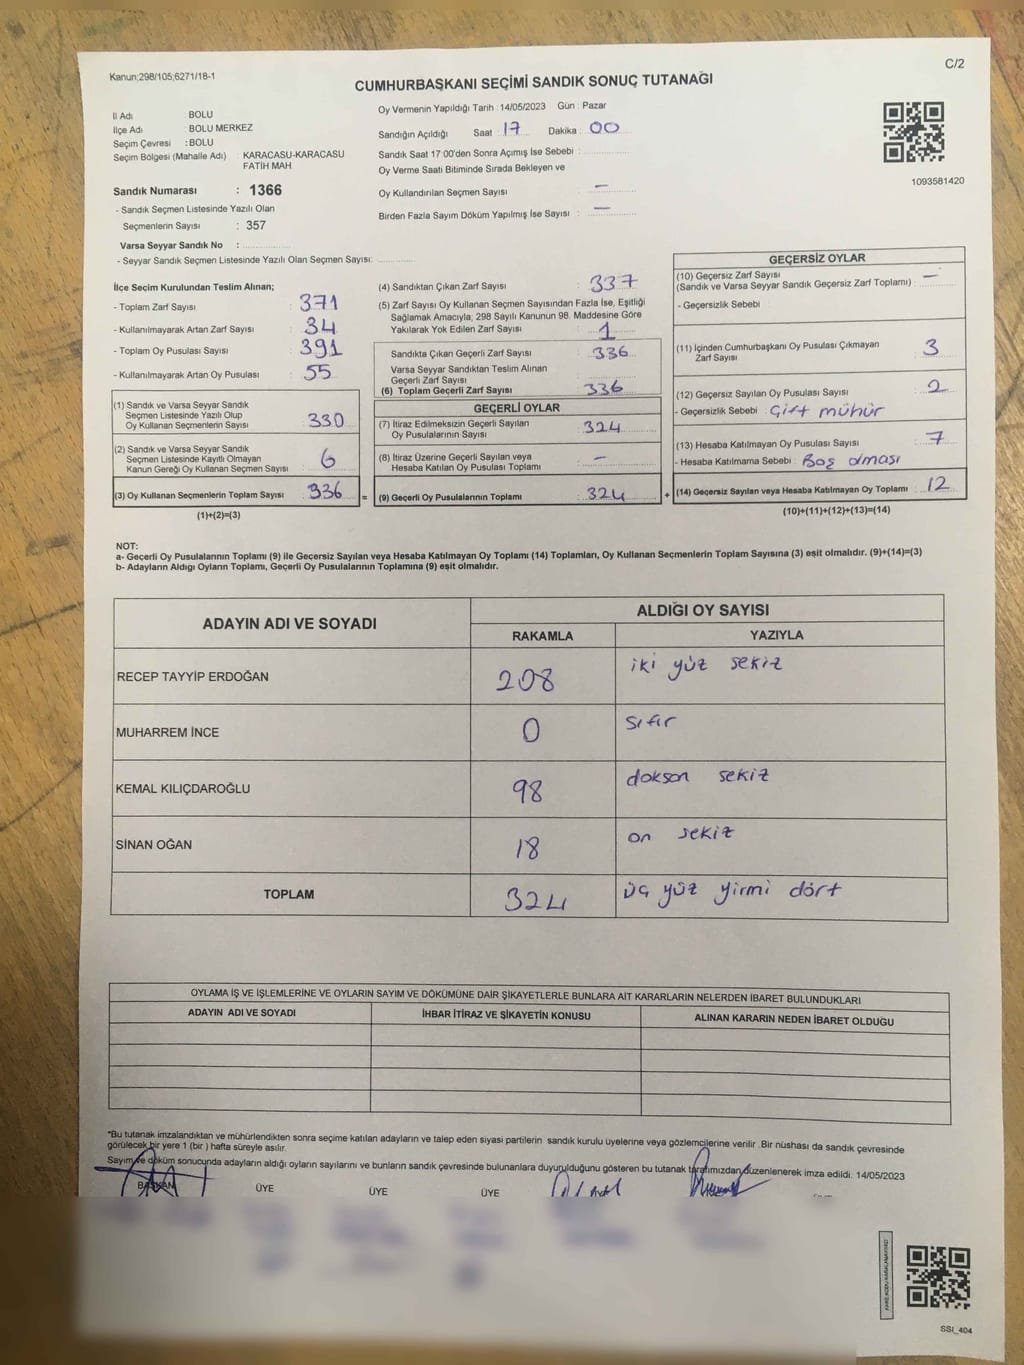 Kanun;298/105;6271/18-1
C/2
CUMHURBAŞKANI SEÇİMİ SANDIK SONUÇ TUTANAĞI
İl Adı BOLU
İlçe Adı : BOLU MERKEZ
Seçim Çevresi : BOLU
Seçim Bölgesi (Mahalle Adı) KARACASU-KARACASU
FATİH MAH
Sandık Numarası : 1366
- Sandık Seçmen Listesinde Yazılı Olan
Seçmenlerin Sayısı : 357
Varsa Seyyar Sandık No :
- Seyyar Sandık Seçmen Listesinde Yazılı Olan Seçmen Sayısı:
Oy Vermenin Yapıldığı Tarih : 14/05/2023 Gün : Pazar
Sandığın Açıldığı Saat : 17 Dakika : 00
Sandık Saat 17:00'den Sonra Açımış İse Sebebi :
Oy Verme Saati Bitiminde Sırada Bekleyen ve
Oy Kullandırılan Seçmen Sayısı : —
Birden Fazla Sayım Döküm Yapılmış İse Sayısı : —
1093581420
İlçe Seçim Kurulundan Teslim Alınan;
- Toplam Zarf Sayısı : 371
- Kullanılmayarak Artan Zarf Sayısı : 34
- Toplam Oy Pusulası Sayısı : 391
- Kullanılmayarak Artan Oy Pusulası : 55
(1) Sandık ve Varsa Seyyar Sandık
Seçmen Listesinde Yazılı Olup
Oy Kullanan Seçmenlerin Sayısı : 330
(2) Sandık ve Varsa Seyyar Sandık
Seçmen Listesinde Kayıtlı Olmayan
Kanun Gereği Oy Kullanan Seçmen Sayısı : 6
(3) Oy Kullanan Seçmenlerin Toplam Sayısı : 336
(1)+(2)=(3)
=
(4) Sandıktan Çıkan Zarf Sayısı : 337
(5) Zarf Sayısı Oy Kullanan Seçmen Sayısından Fazla İse, Eşitliği
Sağlamak Amacıyla; 298 Sayılı Kanunun 98. Maddesine Göre
Yakılarak Yok Edilen Zarf Sayısı : 1
Sandıkta Çıkan Geçerli Zarf Sayısı : 336
Varsa Seyyar Sandıktan Teslim Alınan
Geçerli Zarf Sayısı :
(6) Toplam Geçerli Zarf Sayısı : 336
GEÇERLİ OYLAR
(7) İtiraz Edilmeksizin Geçerli Sayılan
Oy Pusulalarının Sayısı : 324
(8) İtiraz Üzerine Geçerli Sayılan veya
Hesaba Katılan Oy Pusulası Toplamı : —
(9) Geçerli Oy Pusulalarının Toplamı : 324
+
GEÇERSİZ OYLAR
(10) Geçersiz Zarf Sayısı
(Sandık ve Varsa Seyyar Sandık Geçersiz Zarf Toplamı) : —
- Geçersizlik Sebebi :
(11) İçinden Cumhurbaşkanı Oy Pusulası Çıkmayan
Zarf Sayısı : 3
(12) Geçersiz Sayılan Oy Pusulası Sayısı : 2
- Geçersizlik Sebebi : Çift mühür
(13) Hesaba Katılmayan Oy Pusulası Sayısı : 7
- Hesaba Katılmama Sebebi : Boş olması
(14) Geçersiz Sayılan veya Hesaba Katılmayan Oy Toplamı : 12
(10)+(11)+(12)+(13)=(14)
NOT:
a- Geçerli Oy Pusulalarının Toplamı (9) ile Geçersiz Sayılan veya Hesaba Katılmayan Oy Toplamı (14) Toplamları, Oy Kullanan Seçmenlerin Toplam Sayısına (3) eşit olmalıdır. (9)+(14)=(3)
b- Adayların Aldığı Oyların Toplamı, Geçerli Oy Pusulalarının Toplamına (9) eşit olmalıdır.
ADAYIN ADI VE SOYADI ALDIĞI OY SAYISI
RAKAMLA YAZIYLA
RECEP TAYYİP ERDOĞAN 208 iki yüz sekiz
MUHARREM İNCE 0 sıfır
KEMAL KILIÇDAROĞLU 98 doksan sekiz
SİNAN OĞAN 18 on sekiz
TOPLAM 324 üç yüz yirmi dört
OYLAMA İŞ VE İŞLEMLERİNE VE OYLARIN SAYIM VE DÖKÜMÜNE DAİR ŞİKAYETLERLE BUNLARA AİT KARARLARIN NELERDEN İBARET BULUNDUKLARI
ADAYIN ADI VE SOYADI İHBAR İTİRAZ VE ŞİKAYETİN KONUSU ALINAN KARARIN NEDEN İBARET OLDUĞU
*Bu tutanak imzalandıktan ve mühürlendikten sonra seçime katılan adayların ve talep eden siyasi partilerin sandık kurulu üyelerine veya gözlemcilerine verilir .Bir nüshası da sandık çevresinde
görülecek bir yere 1 (bir ) hafta süreyle asılır.
Sayım ve döküm sonucunda adayların aldığı oyların sayılarını ve bunların sandık çevresinde bulunanlara duyurulduğunu gösteren bu tutanak tarafımızdan düzenlenerek imza edildi. 14/05/2023
BAŞKAN ÜYE ÜYE ÜYE
SSI_404